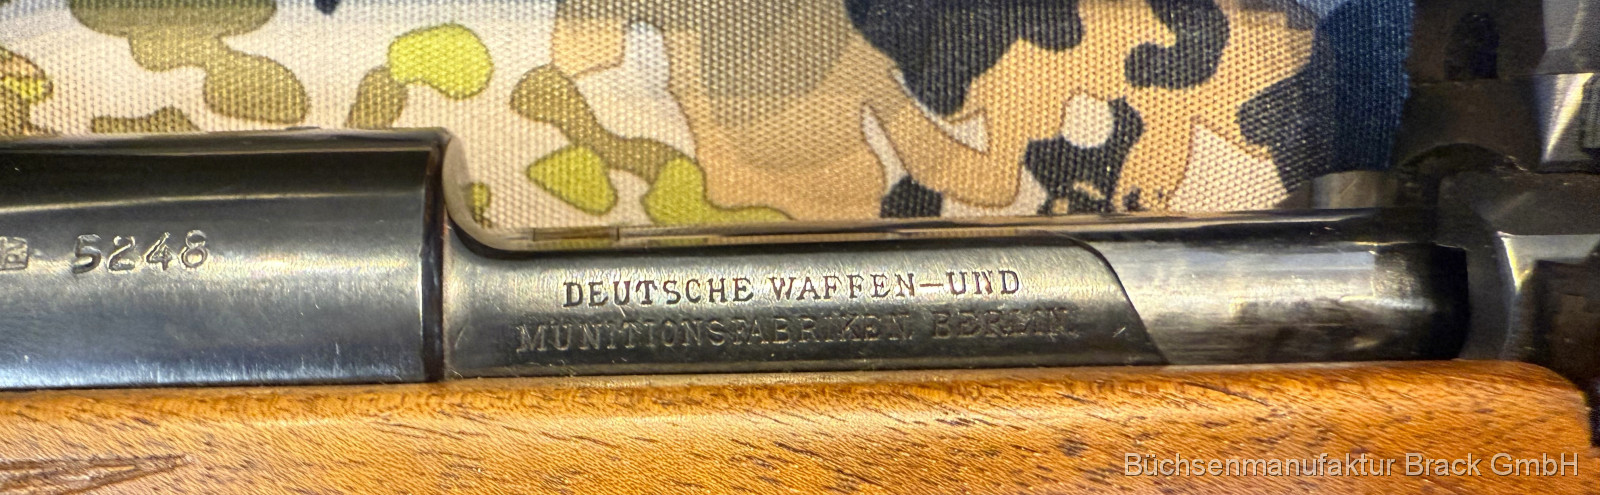 5248
DEUTSCHE WAFFEN–UND
MUNITIONSFABRIKEN BERLIN
Büchsenmanufaktur Brack GmbH